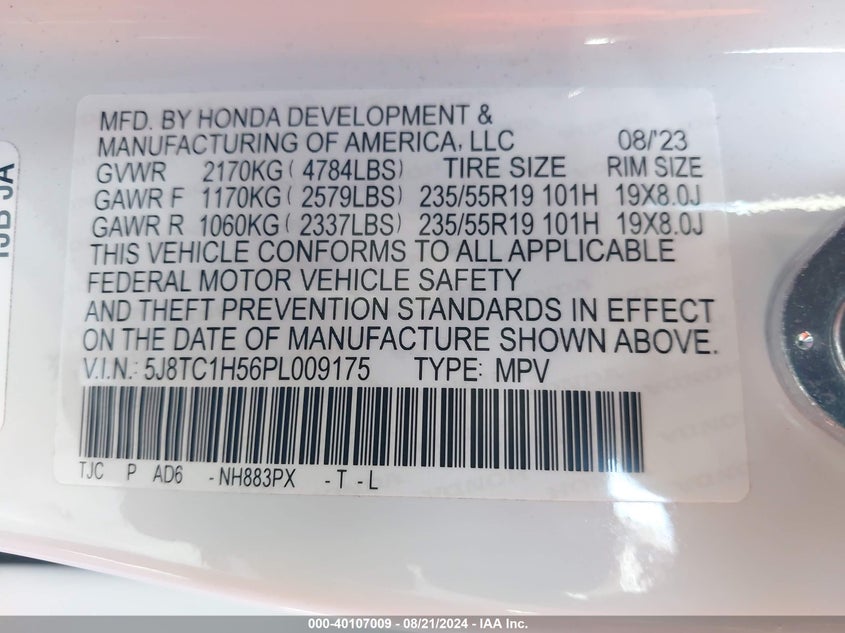 MFD. BY HONDA DEVELOPMENT &
MANUFACTURING OF AMERICA, LLC 08/'23
GVWR 2170KG ( 4784LBS) TIRE SIZE RIM SIZE
GAWR F 1170KG ( 2579LBS) 235/55R19 101H 19X8.0J
GAWR R 1060KG ( 2337LBS) 235/55R19 101H 19X8.0J
THIS VEHICLE CONFORMS TO ALL APPLICABLE
FEDERAL MOTOR VEHICLE SAFETY
AND THEFT PREVENTION STANDARDS IN EFFECT
ON THE DATE OF MANUFACTURE SHOWN ABOVE.
V.I.N.: 5J8TC1H56PL009175 TYPE: MPV
TJC P AD6 - NH883PX - T - L
000-40107009 - 08/21/2024 - IAA Inc.